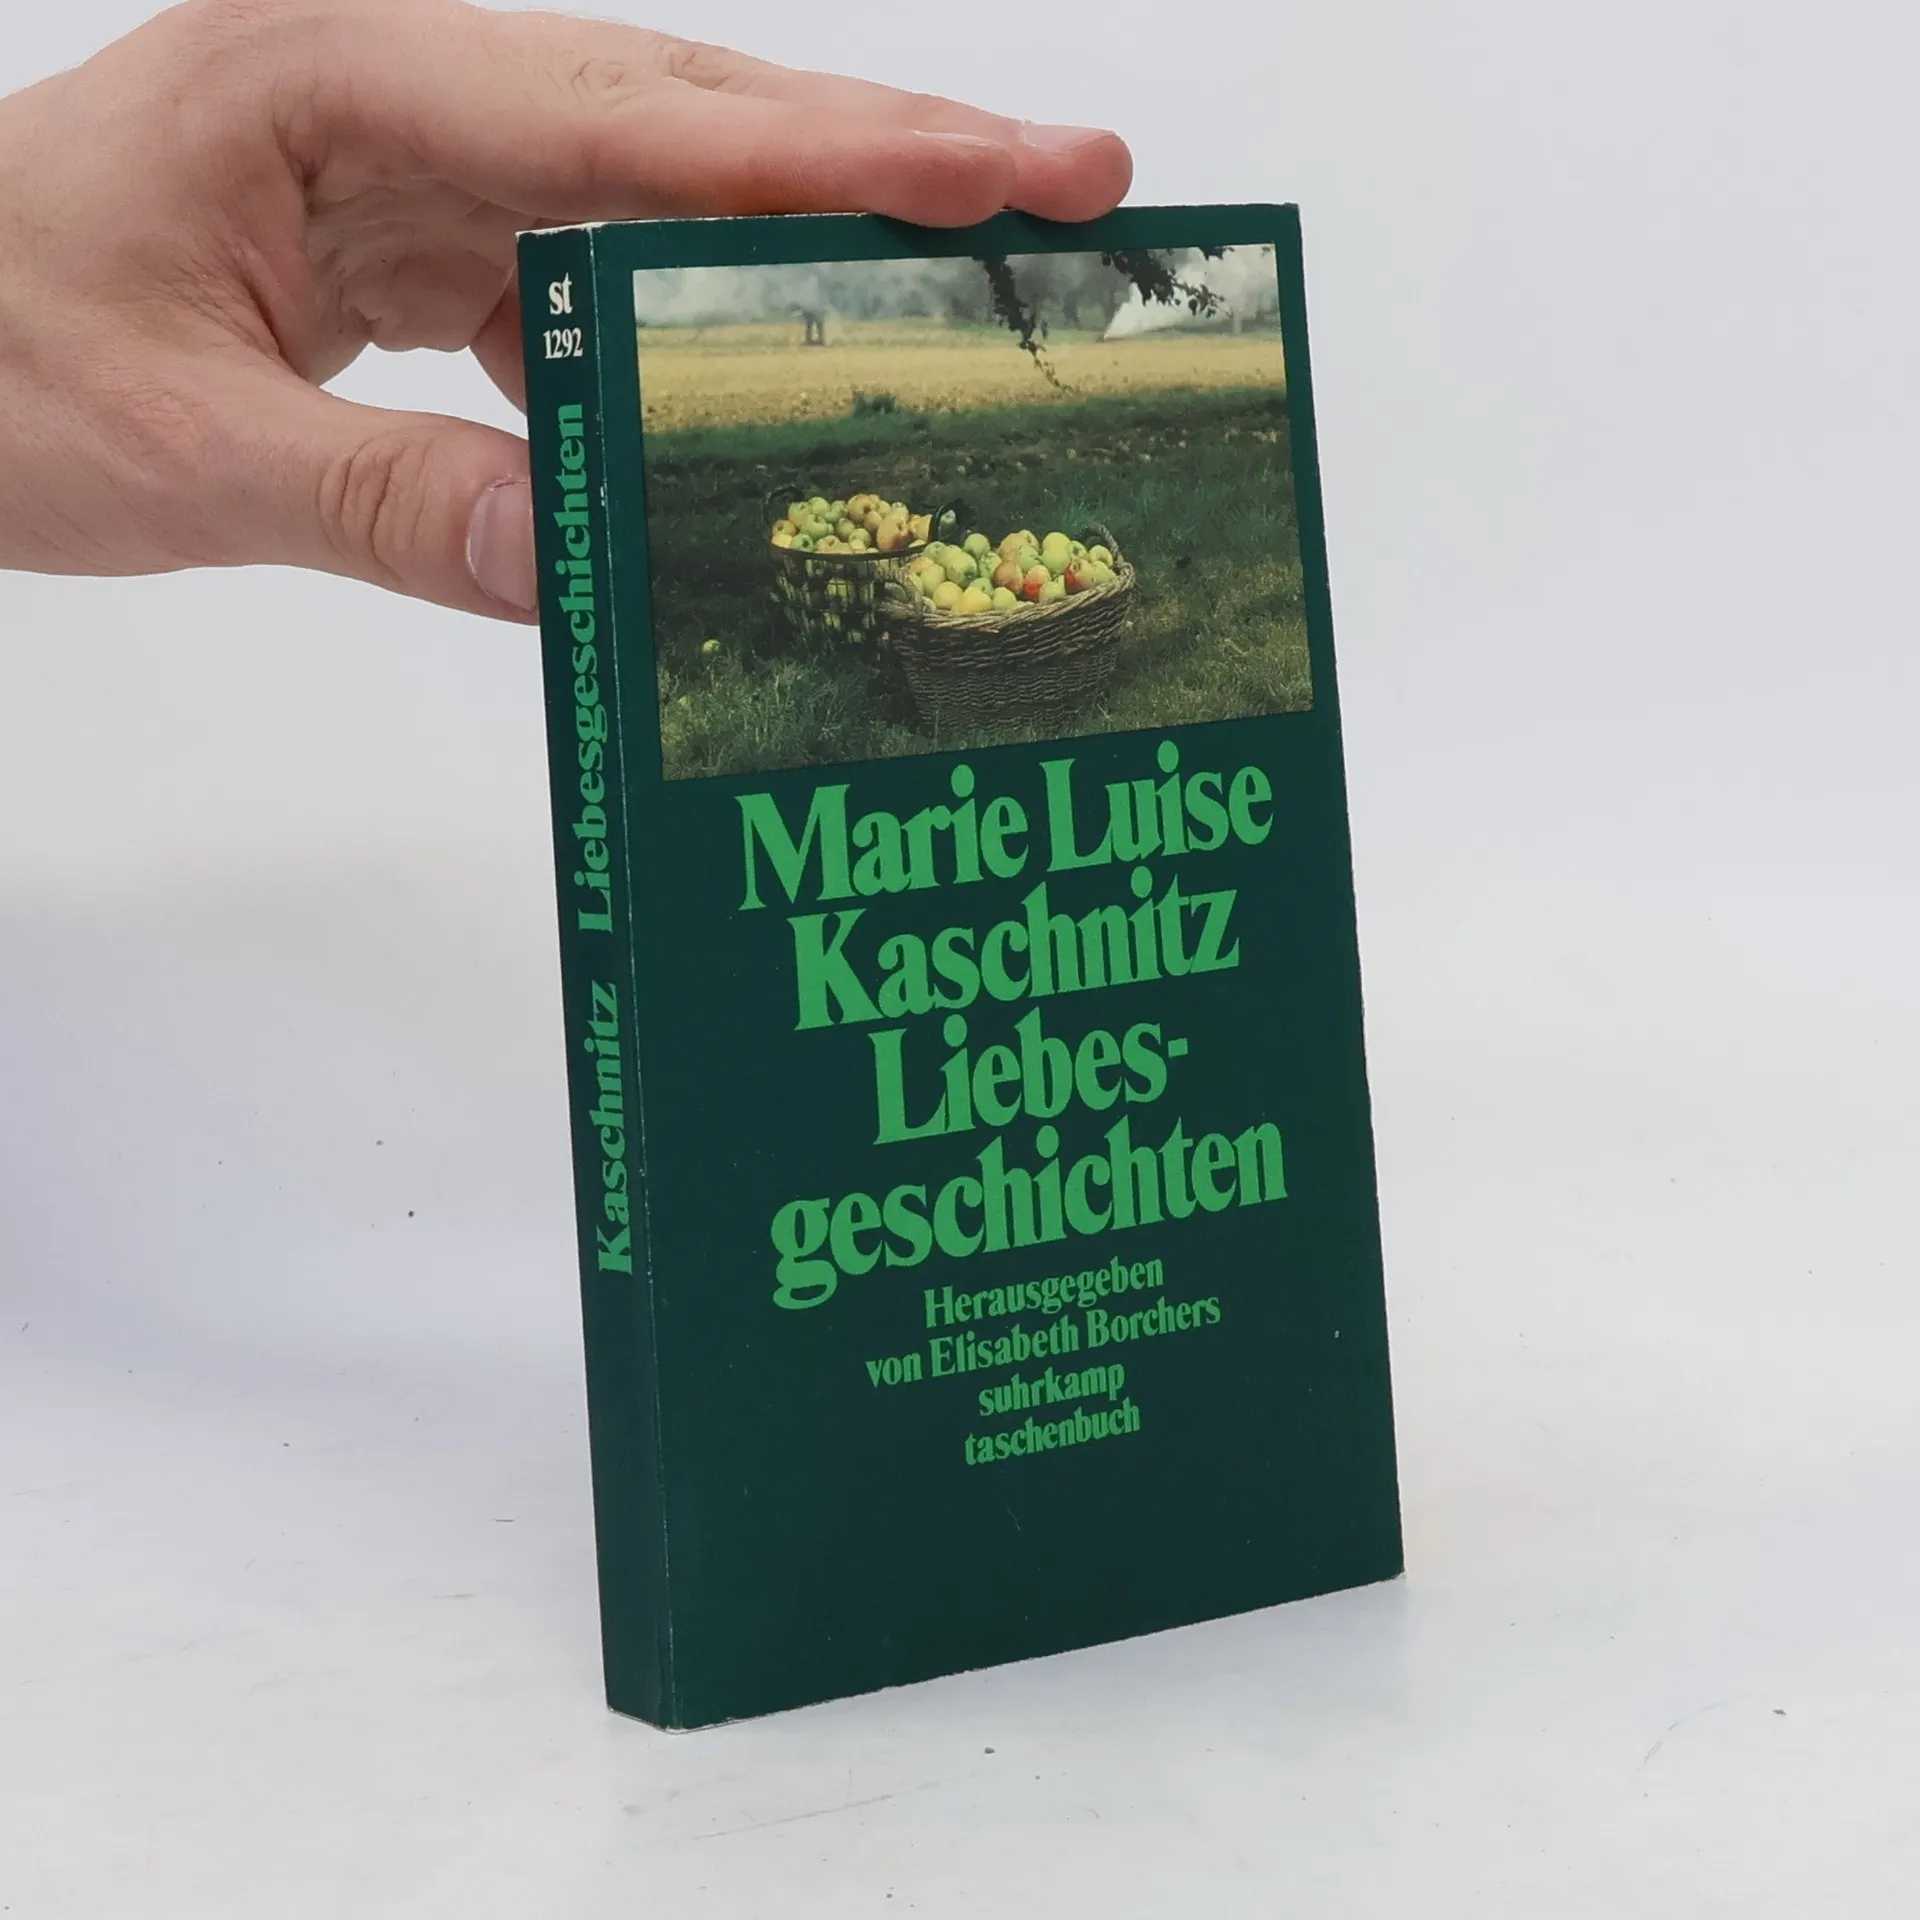 st
1292
Kaschnitz Liebesgeschichten
Marie Luise
Kaschnitz
Liebes-
geschichten
Herausgegeben
von Elisabeth Borchers
suhrkamp
taschenbuch